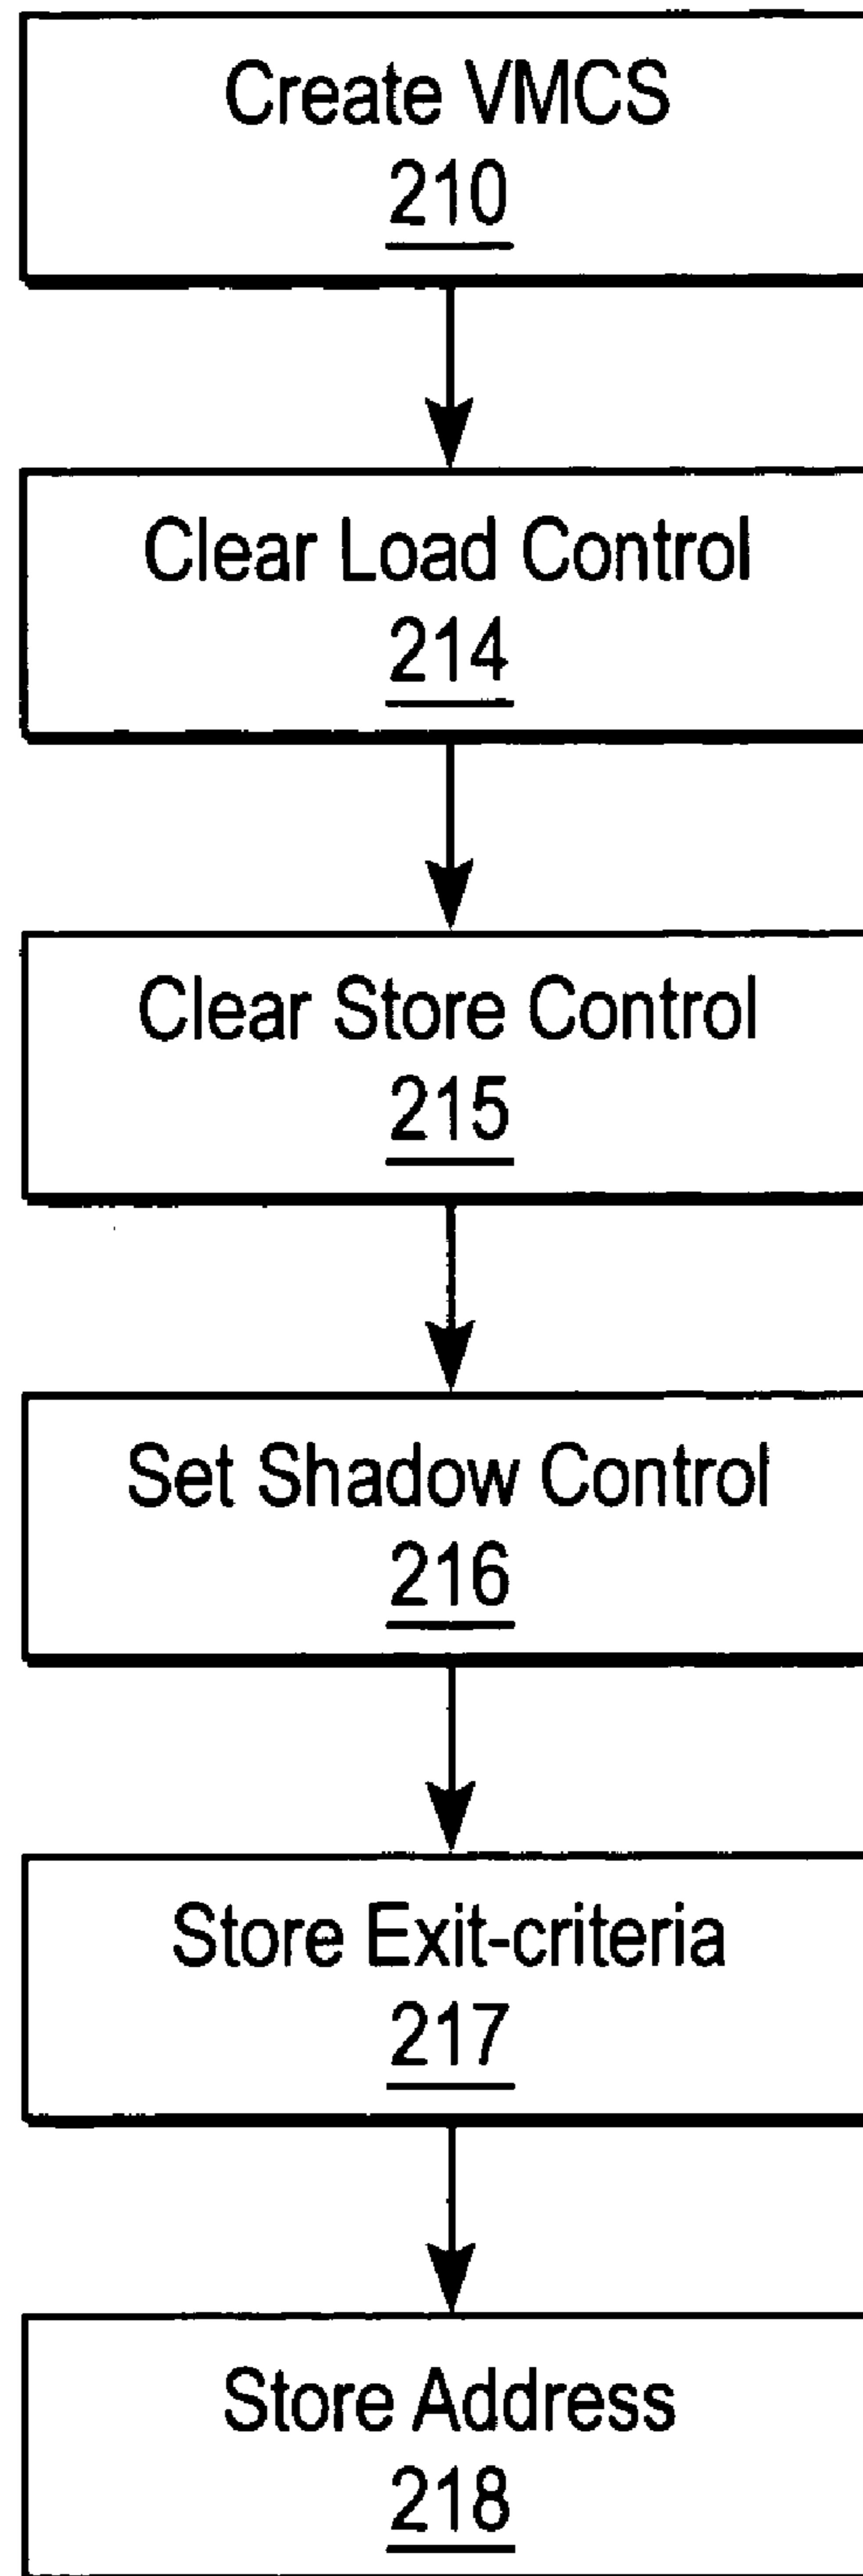 Create VMCS
210
Clear Load Control
214
Clear Store Control
215
Set Shadow Control
216
Store Exit-criteria
217
Store Address
218